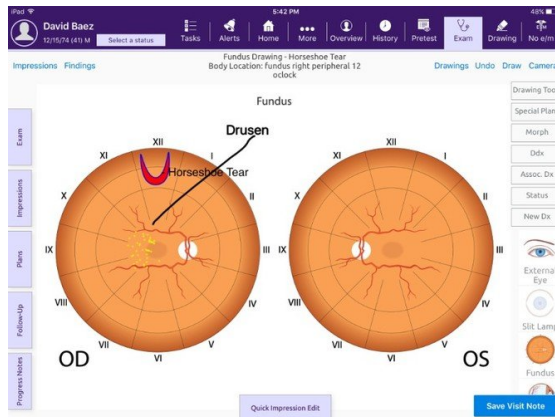 iPad
5:42 PM
48%
David Baez
12/15/74 (41) M
Select a status
Tasks
Alerts
Home
More
Overview
History
Pretest
Exam
Drawing
No e/m
Impressions
Findings
Fundus Drawing - Horseshoe Tear
Body Location: fundus right peripheral 12
oclock
Drawings
Undo
Draw
Camera
Drawing Too
Special Plan
Morph
Ddx
Assoc. Dx
Status
New Dx
External
Eye
Slit Lamp
Fundus
Exam
Impressions
Plans
Follow-Up
Progress Notes
Fundus
Drusen
Horseshoe Tear
XII
I
II
III
IV
V
VI
VII
VIII
IX
X
XI
OD
XII
I
II
III
IV
V
VI
VII
VIII
IX
X
XI
OS
Quick Impression Edit
Save Visit Note